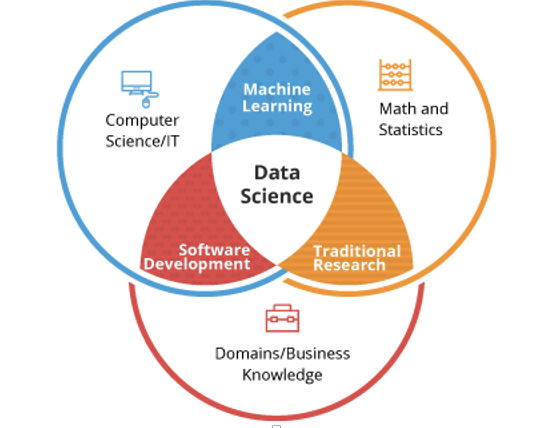 Machine
Learning
Computer
Science/IT
Math and
Statistics
Data
Science
Software
Development
Traditional
Research
Domains/Business
Knowledge